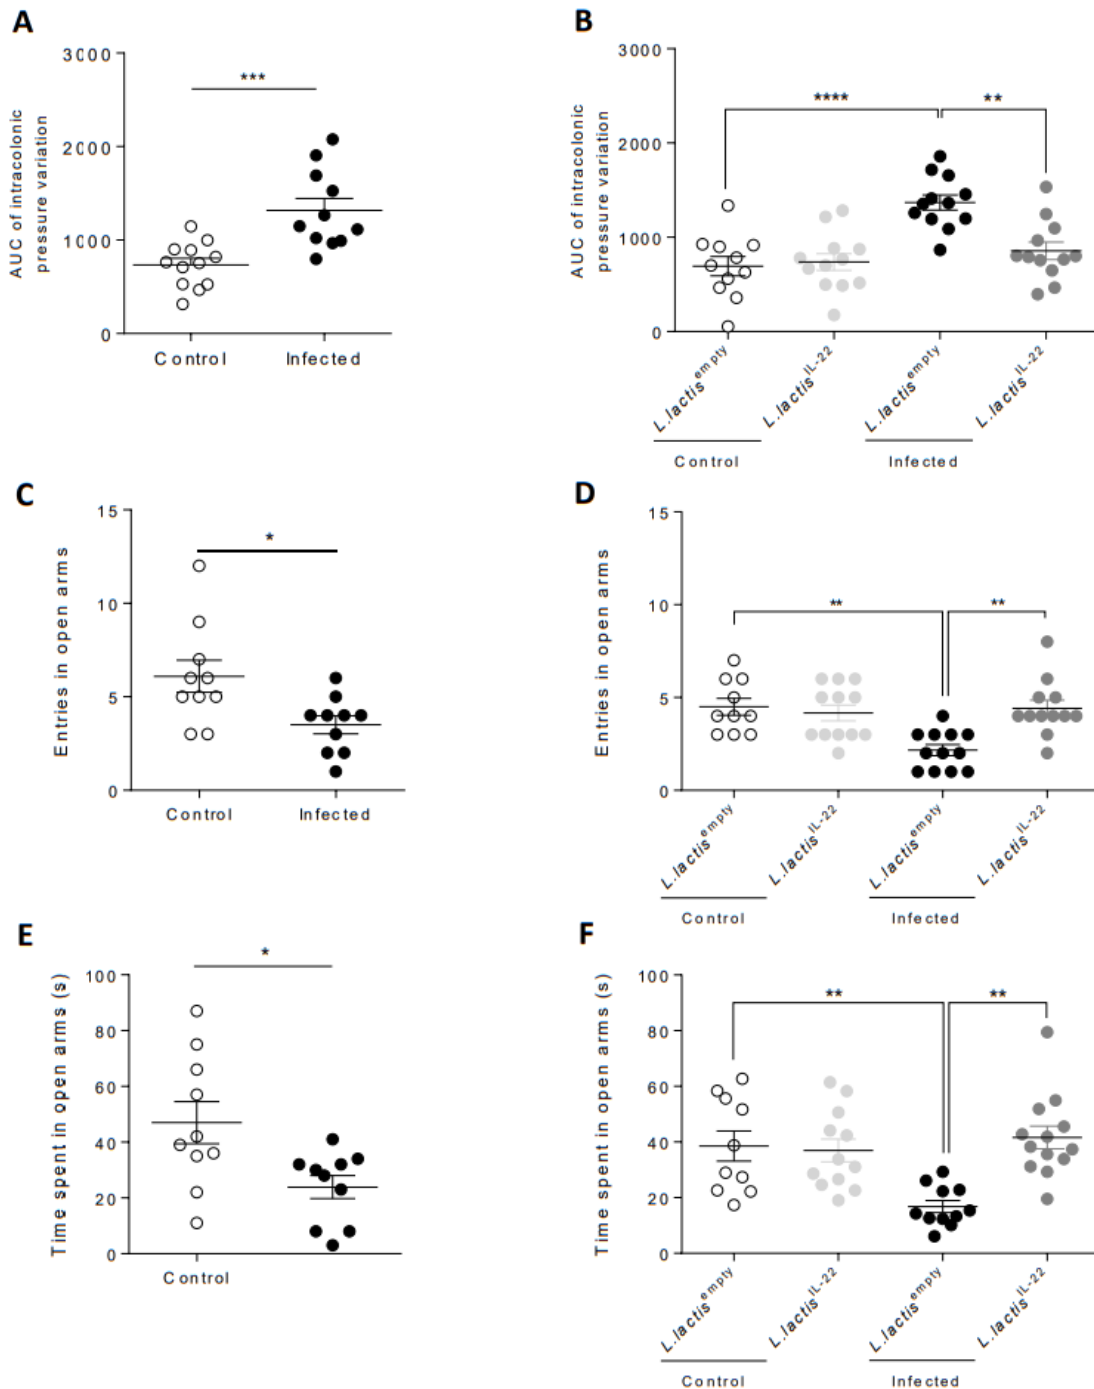 A
3000
2000
1000
0
AUC of intracolonic
pressure variation
***
Control
Infected
B
3000
2000
1000
0
AUC of intracolonic
pressure variation
****
**
L.lactis^empty
L.lactis^IL-22
L.lactis^empty
L.lactis^IL-22
Control
Infected
C
15
10
5
0
Entries in open arms
*
Control
Infected
D
15
10
5
0
Entries in open arms
**
**
L.lactis^empty
L.lactis^IL-22
L.lactis^empty
L.lactis^IL-22
Control
Infected
E
100
80
60
40
20
0
Time spent in open arms (s)
*
Control
F
100
80
60
40
20
0
Time spent in open arms (s)
**
**
L.lactis^empty
L.lactis^IL-22
L.lactis^empty
L.lactis^IL-22
Control
Infected